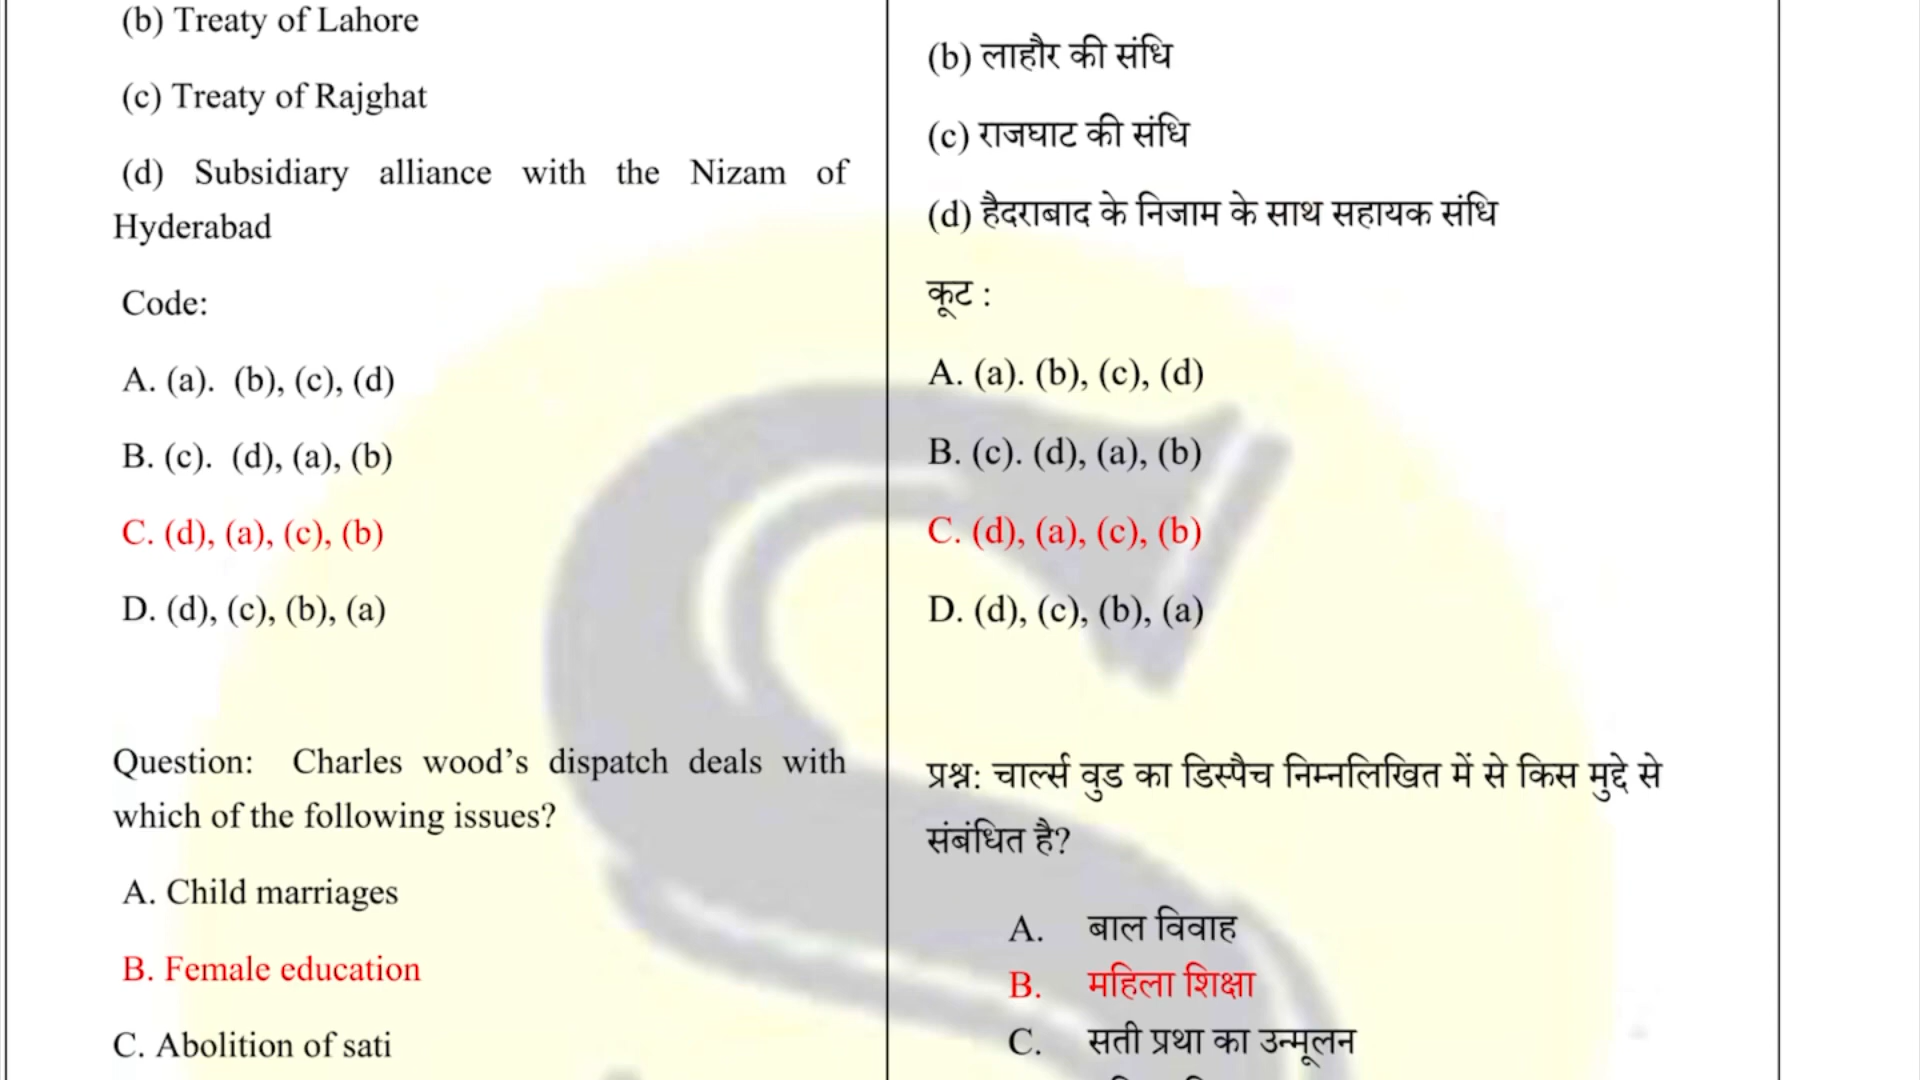 (b) Treaty of Lahore
(c) Treaty of Rajghat
(d) Subsidiary alliance with the Nizam of
Hyderabad
Code:
A. (a). (b), (c), (d)
B. (c). (d), (a), (b)
C. (d), (a), (c), (b)
D. (d), (c), (b), (a)
Question: Charles wood’s dispatch deals with
which of the following issues?
A. Child marriages
B. Female education
C. Abolition of sati
(b) लाहौर की संधि
(c) राजघाट की संधि
(d) हैदराबाद के निजाम के साथ सहायक संधि
कूट :
A. (a). (b), (c), (d)
B. (c). (d), (a), (b)
C. (d), (a), (c), (b)
D. (d), (c), (b), (a)
प्रश्न: चार्ल्स वुड का डिस्पैच निम्नलिखित में से किस मुद्दे से
संबंधित है?
A. बाल विवाह
B. महिला शिक्षा
C. सती प्रथा का उन्मूलन